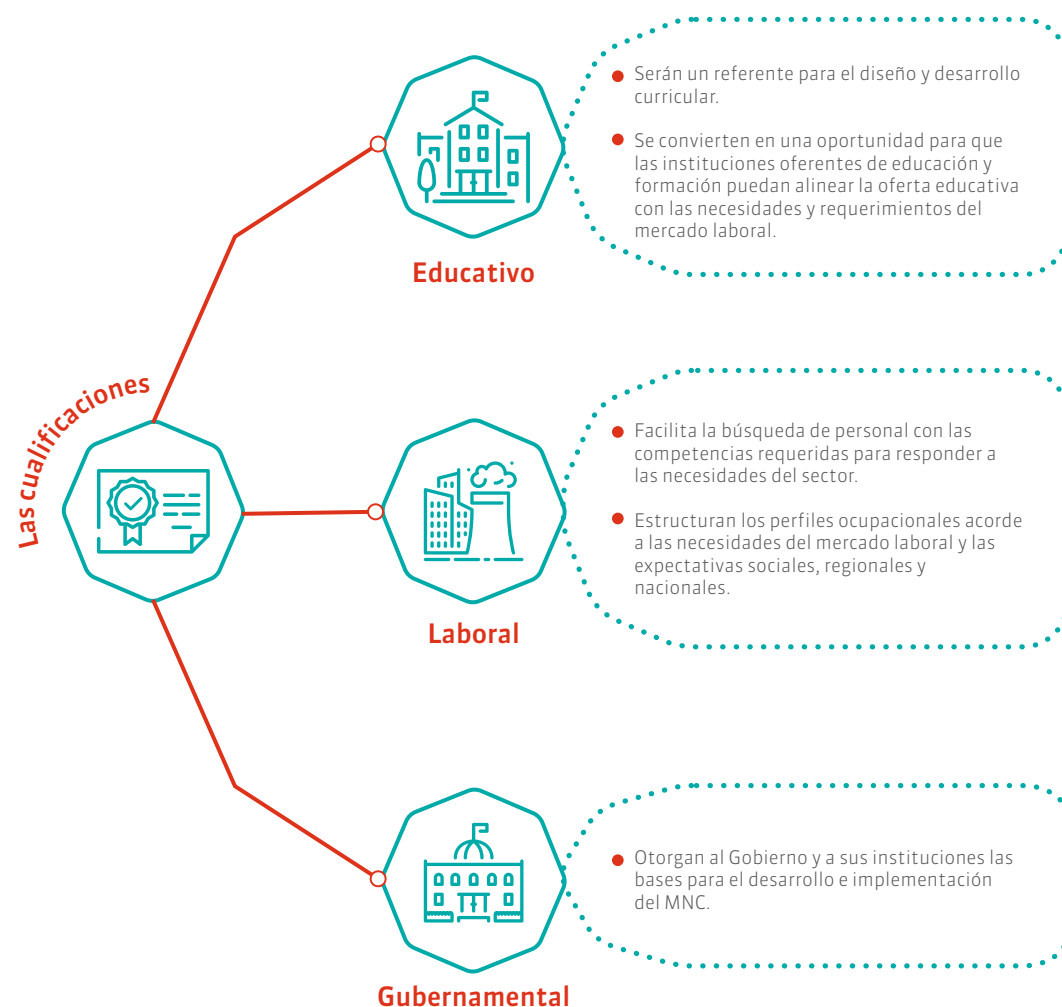 Las cualificaciones
Serán un referente para el diseño y desarrollo
curricular.
Se convierten en una oportunidad para que
las instituciones oferentes de educación y
formación puedan alinear la oferta educativa
con las necesidades y requerimientos del
mercado laboral.
Educativo
Facilita la búsqueda de personal con las
competencias requeridas para responder a
las necesidades del sector.
Estructuran los perfiles ocupacionales acorde
a las necesidades del mercado laboral y las
expectativas sociales, regionales y
nacionales.
Laboral
Otorgan al Gobierno y a sus instituciones las
bases para el desarrollo e implementación
del MNC.
Gubernamental